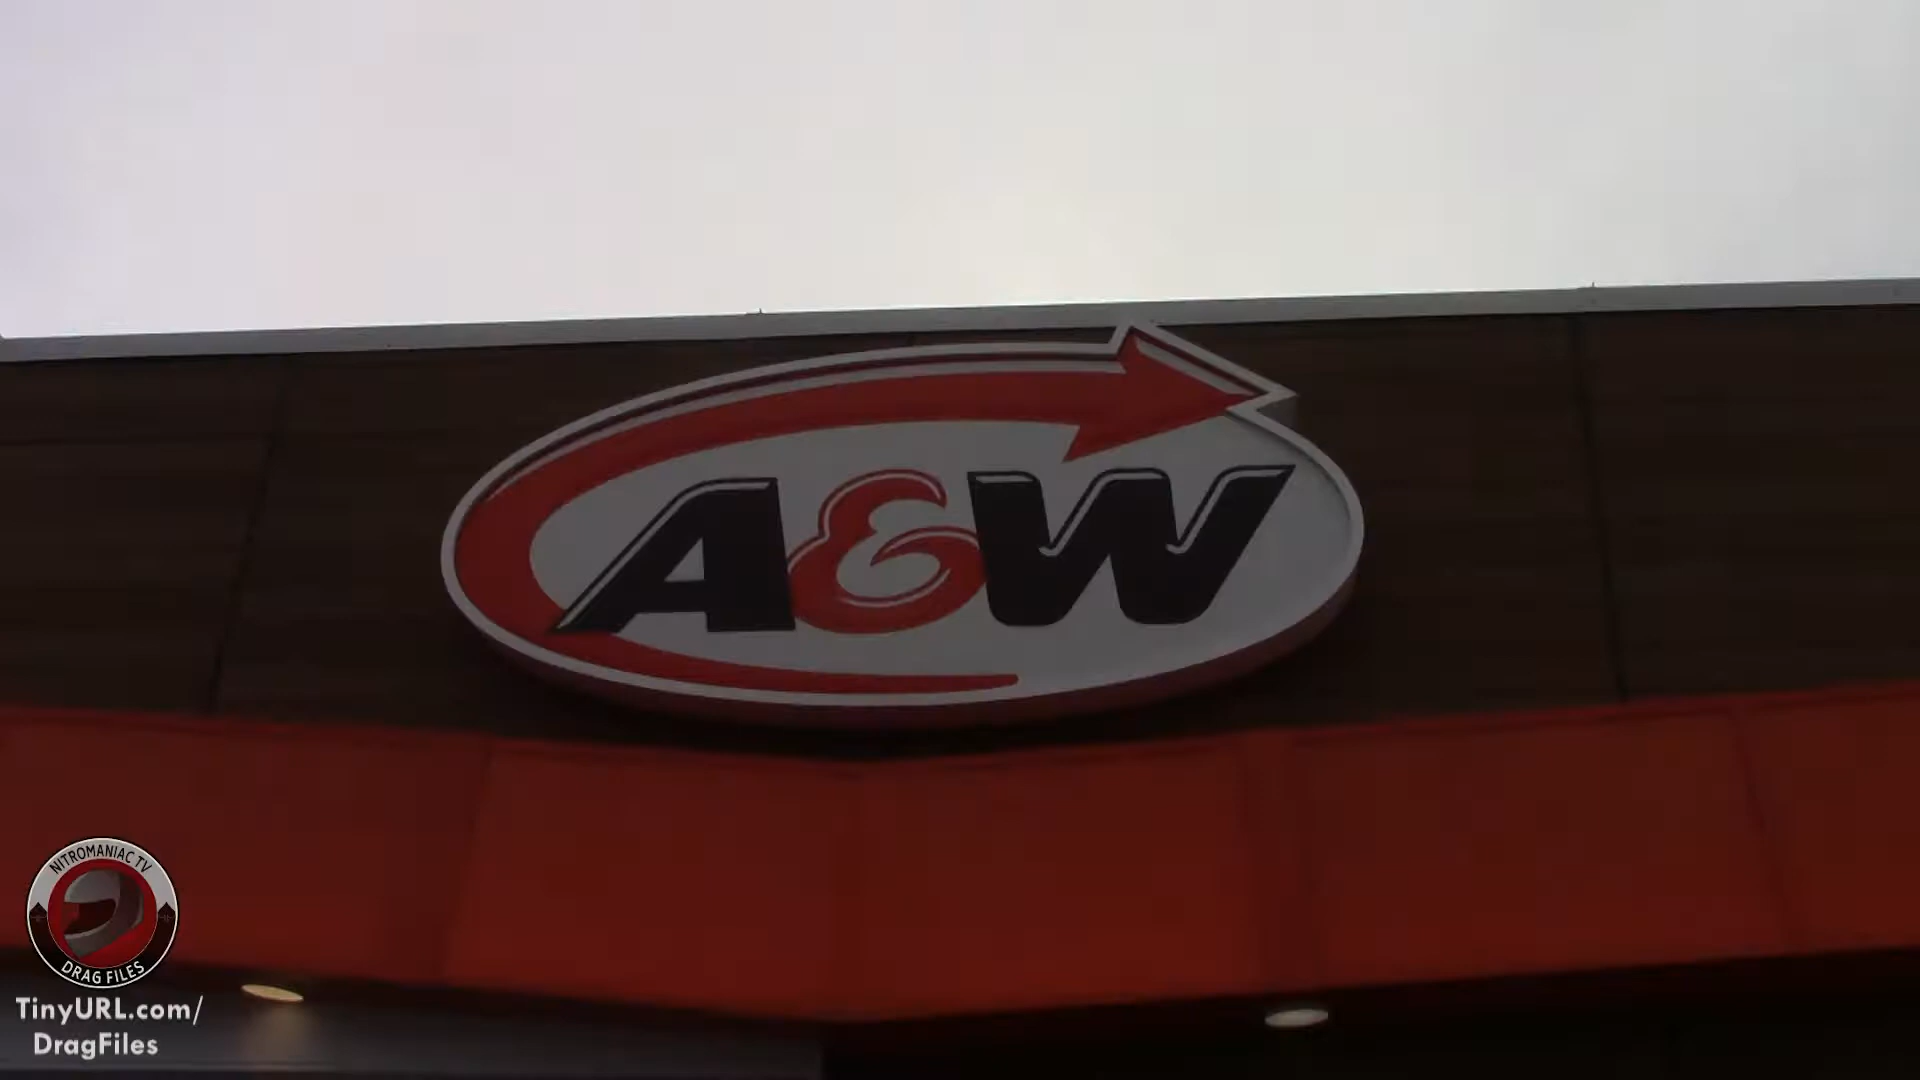 A&W
NITROMANIAC TV
DRAG FILES
TinyURL.com/
DragFiles